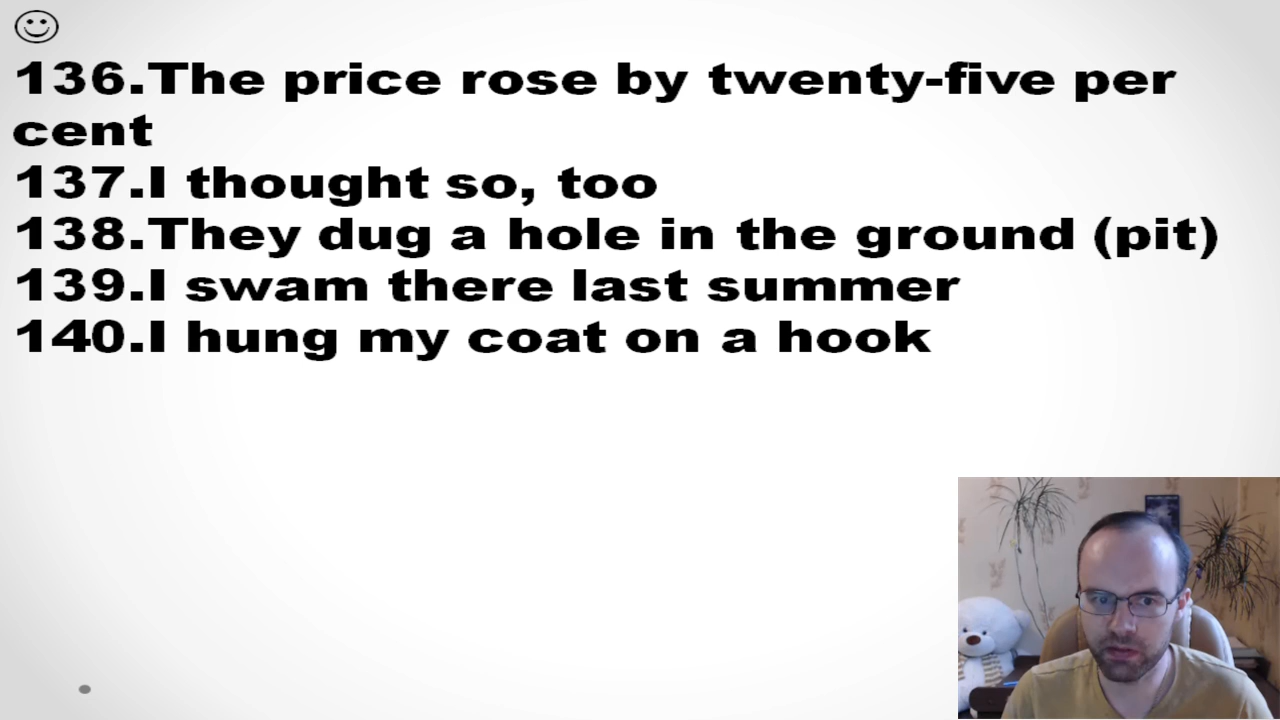 136.The price rose by twenty-five per
cent
137.I thought so, too
138.They dug a hole in the ground (pit)
139.I swam there last summer
140.I hung my coat on a hook